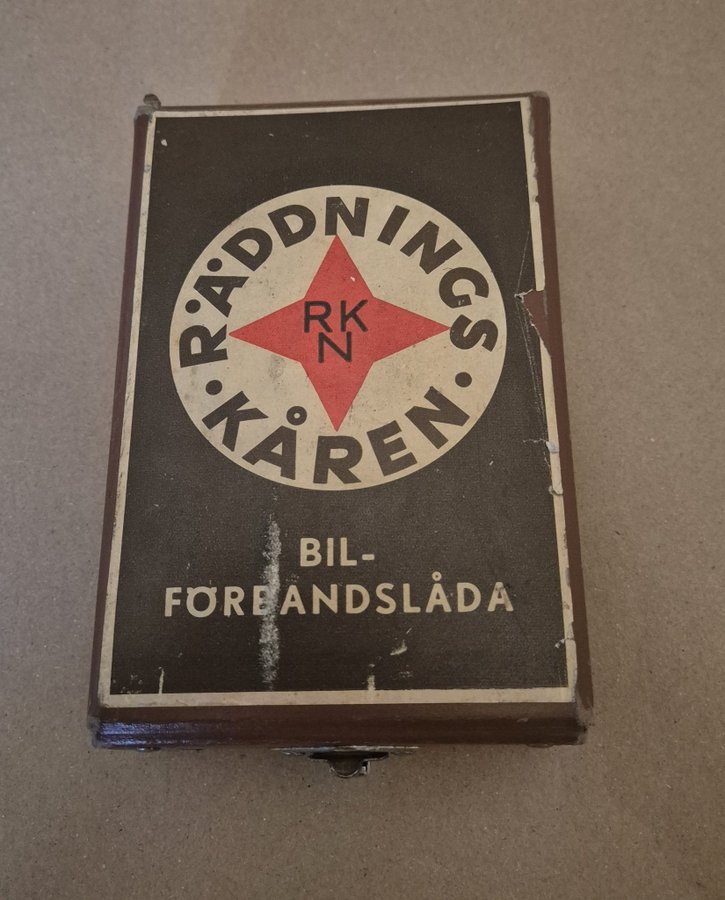 RÄDDNINGS
KÅREN
RK
N
BIL-
FÖRBANDSLÅDA